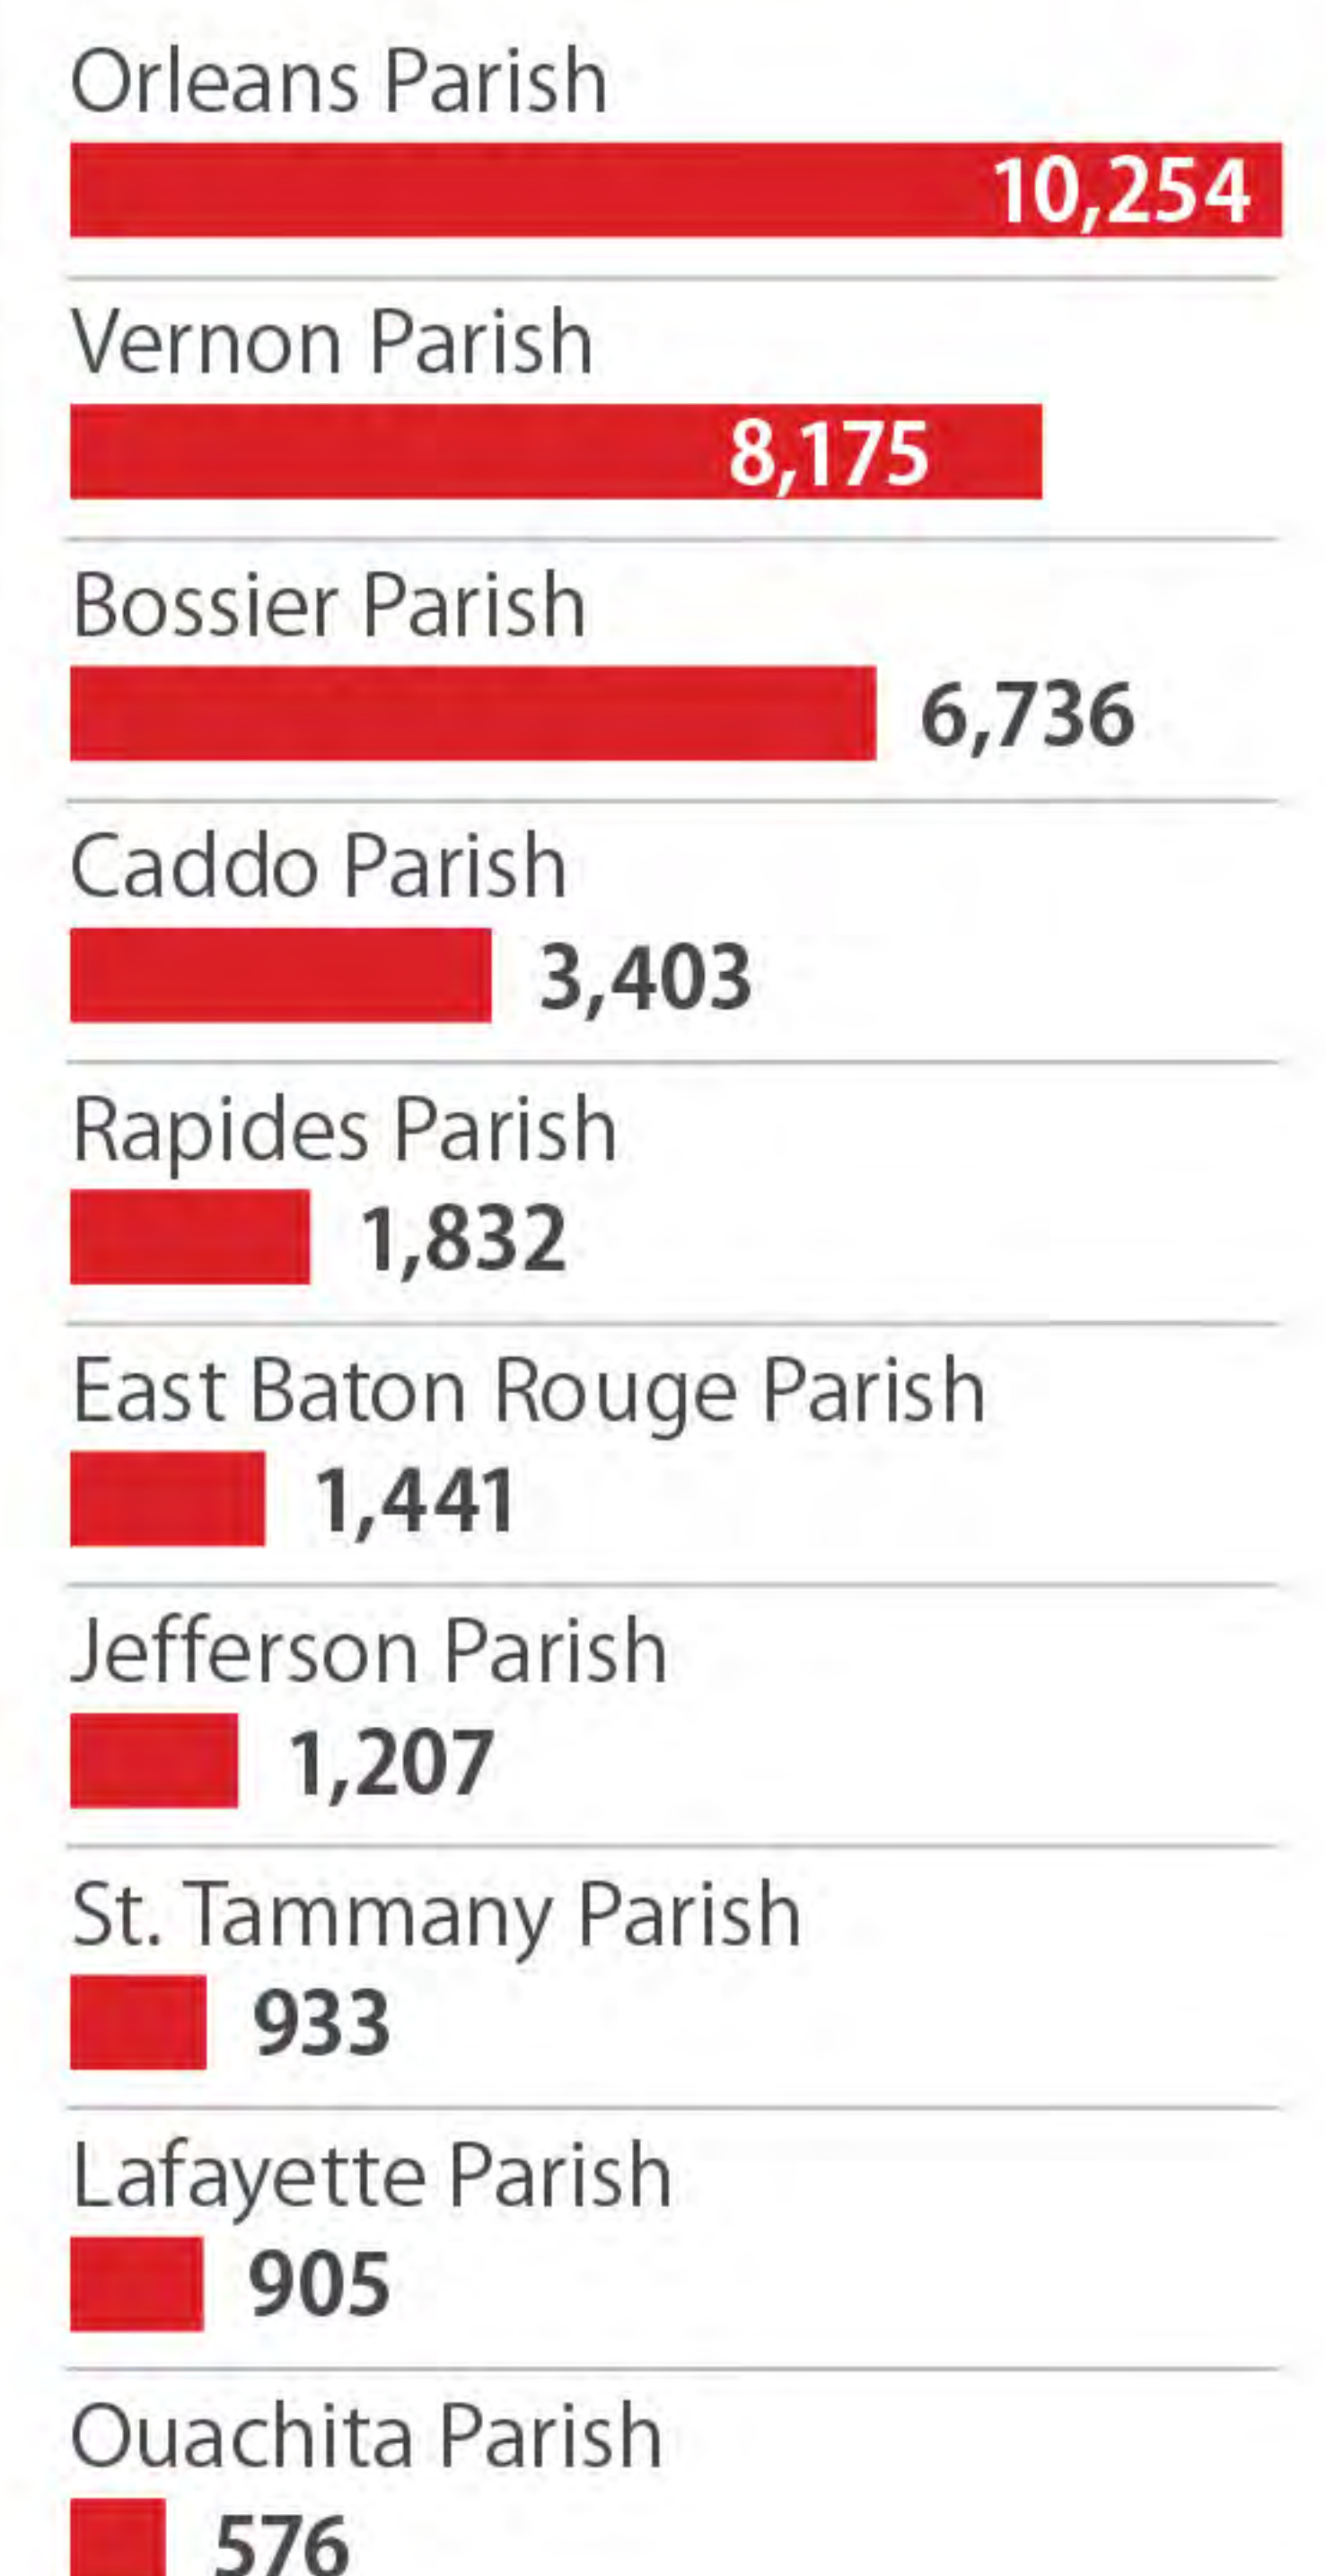 Orleans Parish
10,254
Vernon Parish
8,175
Bossier Parish
6,736
Caddo Parish
3,403
Rapides Parish
1,832
East Baton Rouge Parish
1,441
Jefferson Parish
1,207
St. Tammany Parish
933
Lafayette Parish
905
Ouachita Parish
576